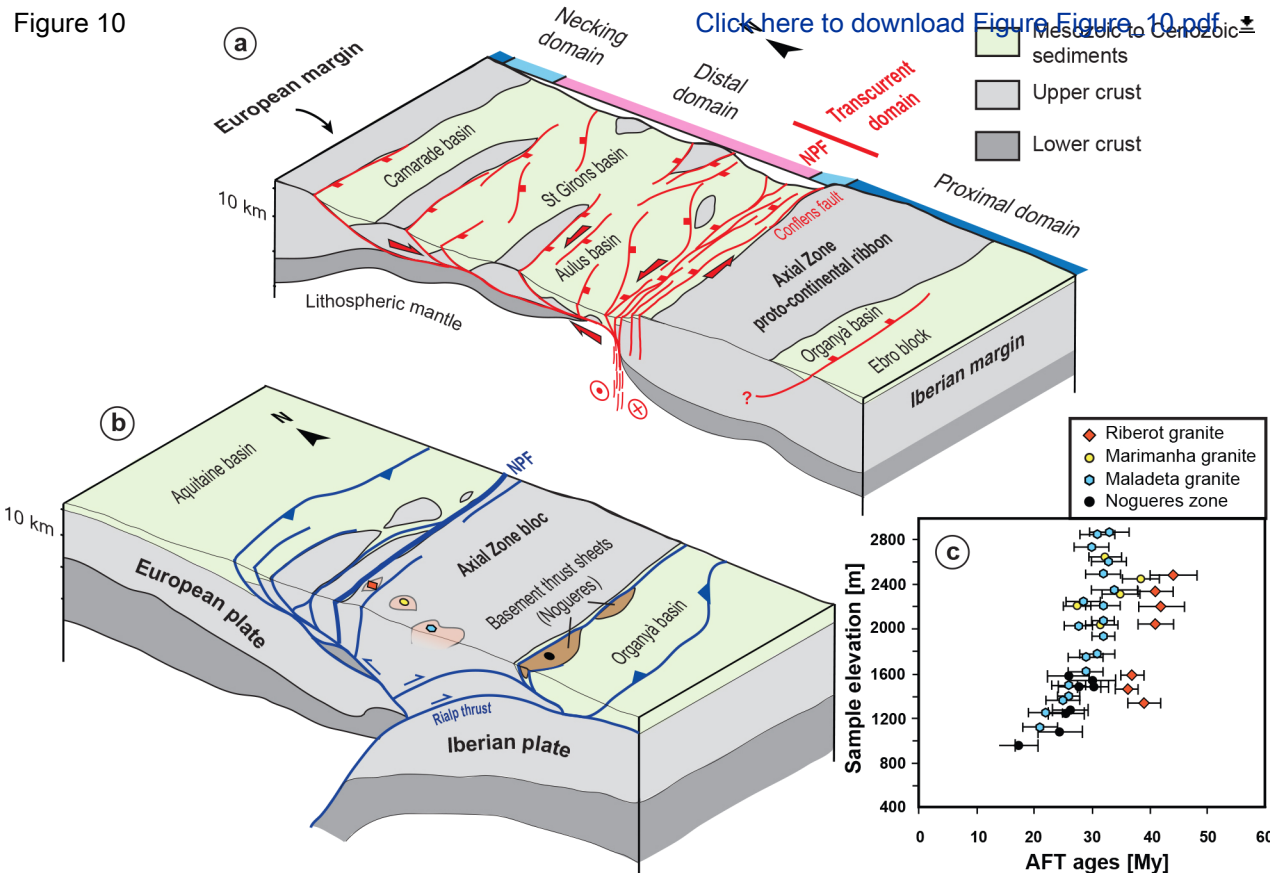 Figure 10
Click here to download Figure Figure_10.pdf
a
European margin
Necking
domain
Distal
domain
N
Transcurrent
domain
NPF
Proximal domain
Mesozoic to Cenozoic
sediments
Upper crust
Lower crust
10 km
Camarade basin
St Girons basin
Aulus basin
Conflens fault
Axial Zone
proto-continental ribbon
Organyà basin
Ebro block
Iberian margin
Lithospheric mantle
?
b
N
Aquitaine basin
NPF
10 km
European plate
Axial Zone bloc
Basement thrust sheets
(Nogueres)
Organyà basin
Rialp thrust
Iberian plate
Riberot granite
Marimanha granite
Maladeta granite
Nogueres zone
c
Sample elevation [m]
2800
2400
2000
1600
1200
800
400
0 10 20 30 40 50 60
AFT ages [My]